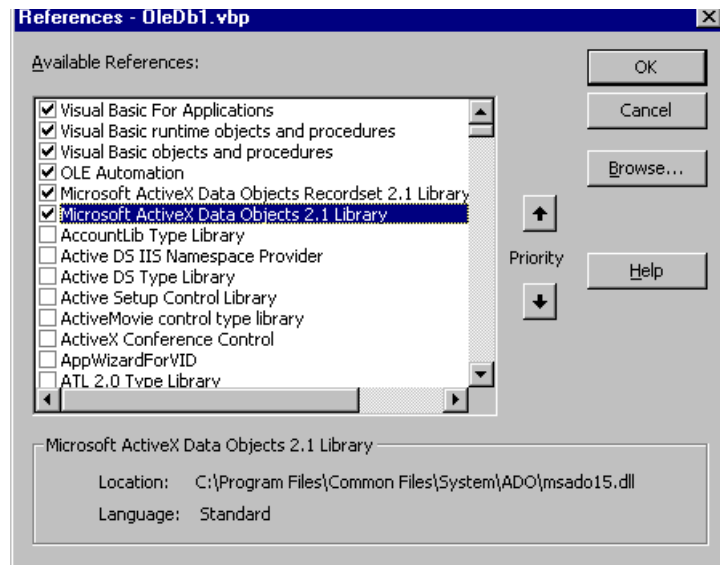 References - OleDb1.vbp
Available References:
OK
Cancel
Browse...
Help
Visual Basic For Applications
Visual Basic runtime objects and procedures
Visual Basic objects and procedures
OLE Automation
Microsoft ActiveX Data Objects Recordset 2.1 Library
Microsoft ActiveX Data Objects 2.1 Library
AccountLib Type Library
Active DS IIS Namespace Provider
Active DS Type Library
Active Setup Control Library
ActiveMovie control type library
ActiveX Conference Control
AppWizardForVID
ATL 2.0 Type Library
Priority
Microsoft ActiveX Data Objects 2.1 Library
Location: C:\Program Files\Common Files\System\ADO\msado15.dll
Language: Standard